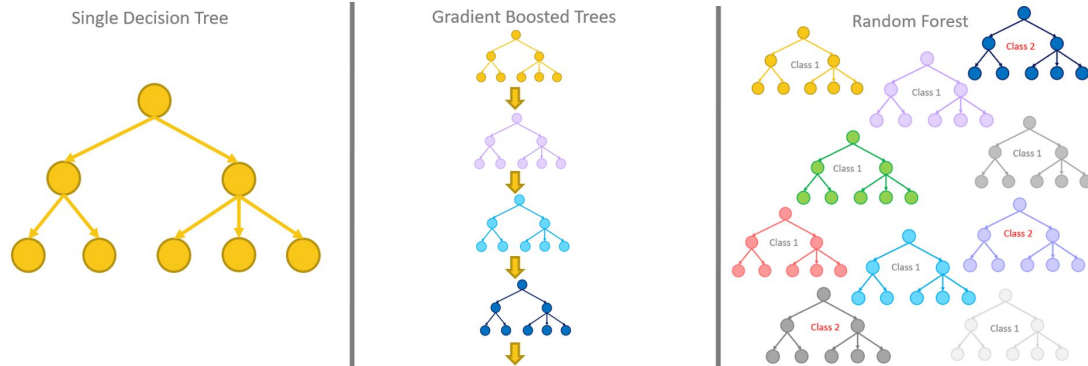 Single Decision Tree
Gradient Boosted Trees
Random Forest
Class 1
Class 2
Class 1
Class 1
Class 1
Class 1
Class 2
Class 1
Class 2
Class 1